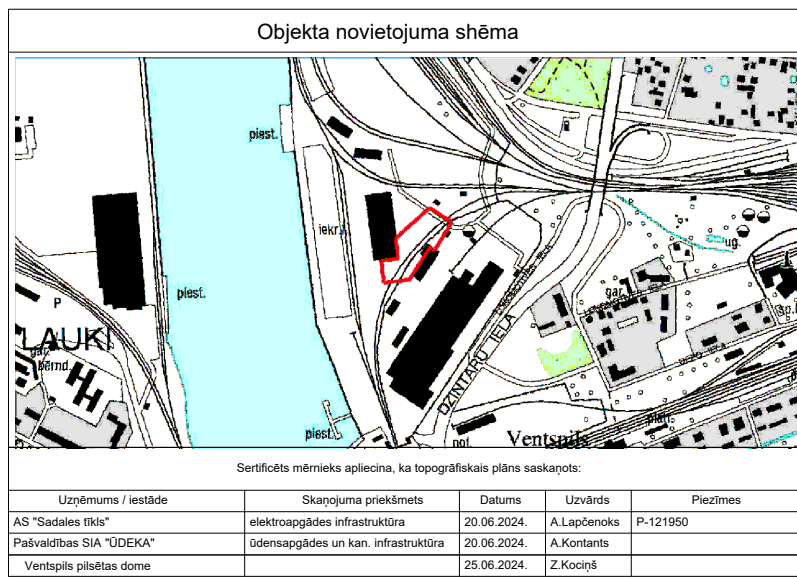 Objekta novietojuma shēma
piest.
iekr.
piest.
ug.
P
gar.
LAUKI
gar.
bērnd.
DZINTARU IELA
piest.
not.
Ventspils
Sertificēts mērnieks apliecina, ka topogrāfiskais plāns saskaņots:
Uzņēmums / iestāde Skaņojuma priekšmets Datums Uzvārds Piezīmes
AS "Sadales tīkls" elektroapgādes infrastruktūra 20.06.2024. A.Lapčenoks P-121950
Pašvaldības SIA "ŪDEKA" ūdensapgādes un kan. infrastruktūra 20.06.2024. A.Kontants
Ventspils pilsētas dome 25.06.2024. Z.Kociņš